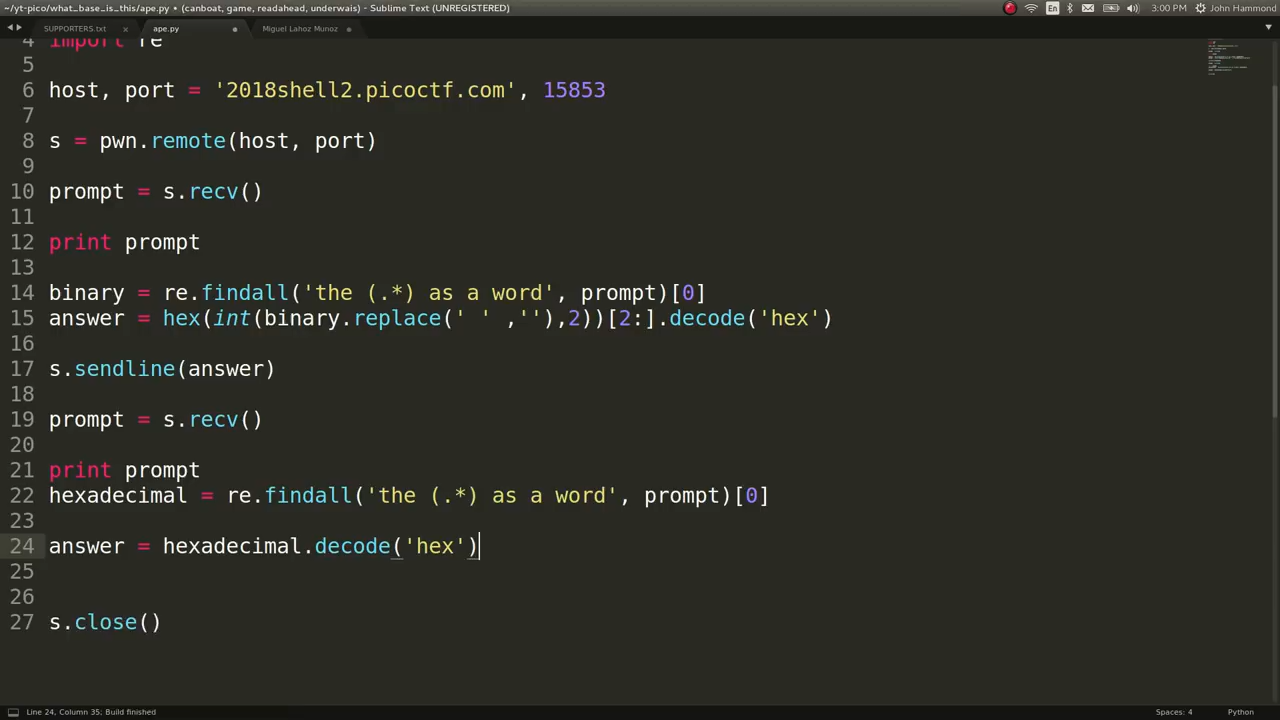 ~/yt-pico/what_base_is_this/ape.py • (canboat, game, readahead, underwais) - Sublime Text (UNREGISTERED)
En
3:00 PM
John Hammond
SUPPORTERS.txt
ape.py
Miguel Lahoz Munoz
4 import re
5
6 host, port = '2018shell2.picoctf.com', 15853
7
8 s = pwn.remote(host, port)
9
10 prompt = s.recv()
11
12 print prompt
13
14 binary = re.findall('the (.*) as a word', prompt)[0]
15 answer = hex(int(binary.replace(' ' ,''),2))[2:].decode('hex')
16
17 s.sendline(answer)
18
19 prompt = s.recv()
20
21 print prompt
22 hexadecimal = re.findall('the (.*) as a word', prompt)[0]
23
24 answer = hexadecimal.decode('hex')
25
26
27 s.close()
Line 24, Column 35; Build finished
Spaces: 4
Python